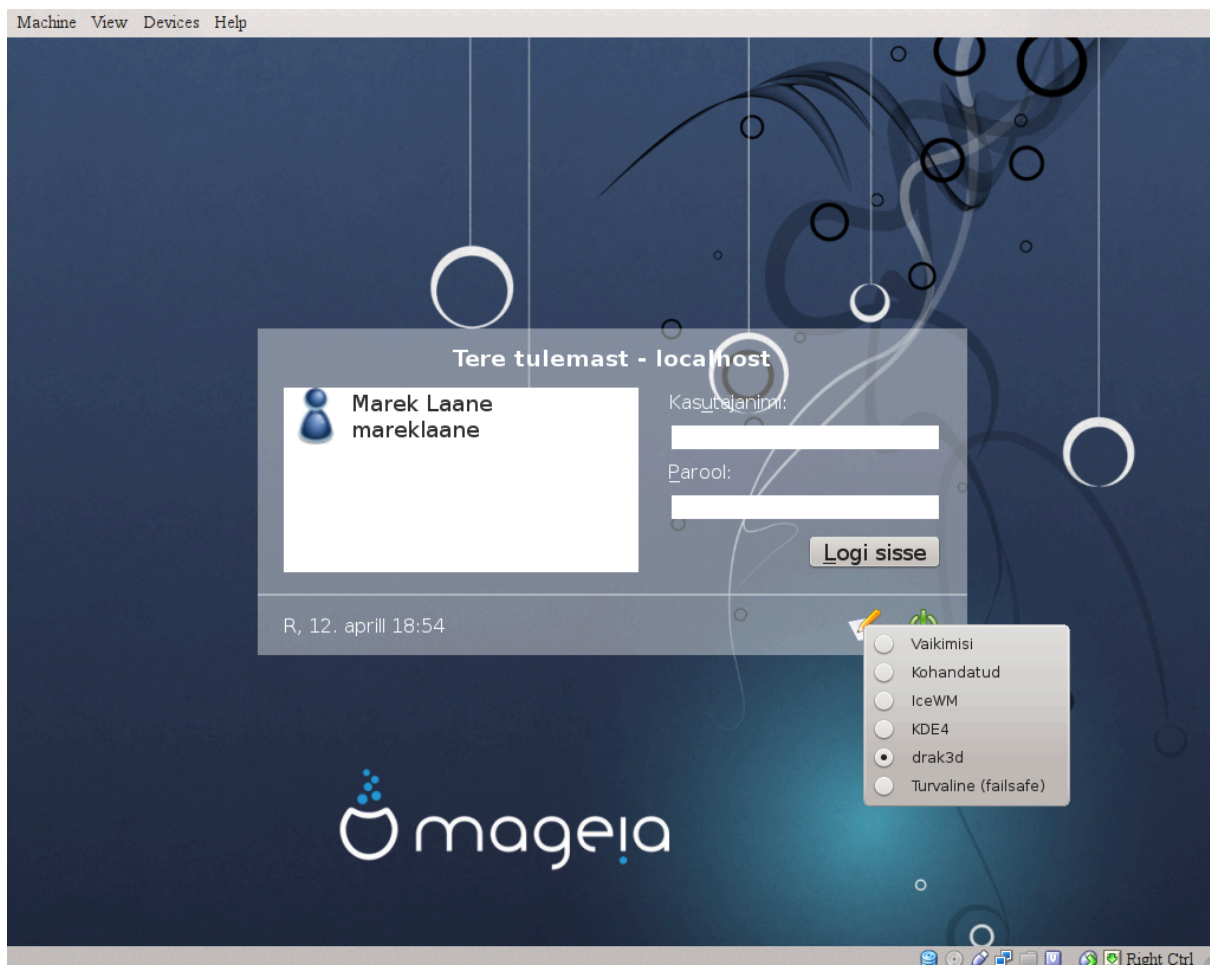 Machine View Devices Help
Tere tulemast - localhost
Marek Laane
mareklaane
Kasutajanimi:
Parool:
Logi sisse
R, 12. aprill 18:54
Vaikimisi
Kohandatud
IceWM
KDE4
drak3d
Turvaline (failsafe)
mageia
Right Ctrl